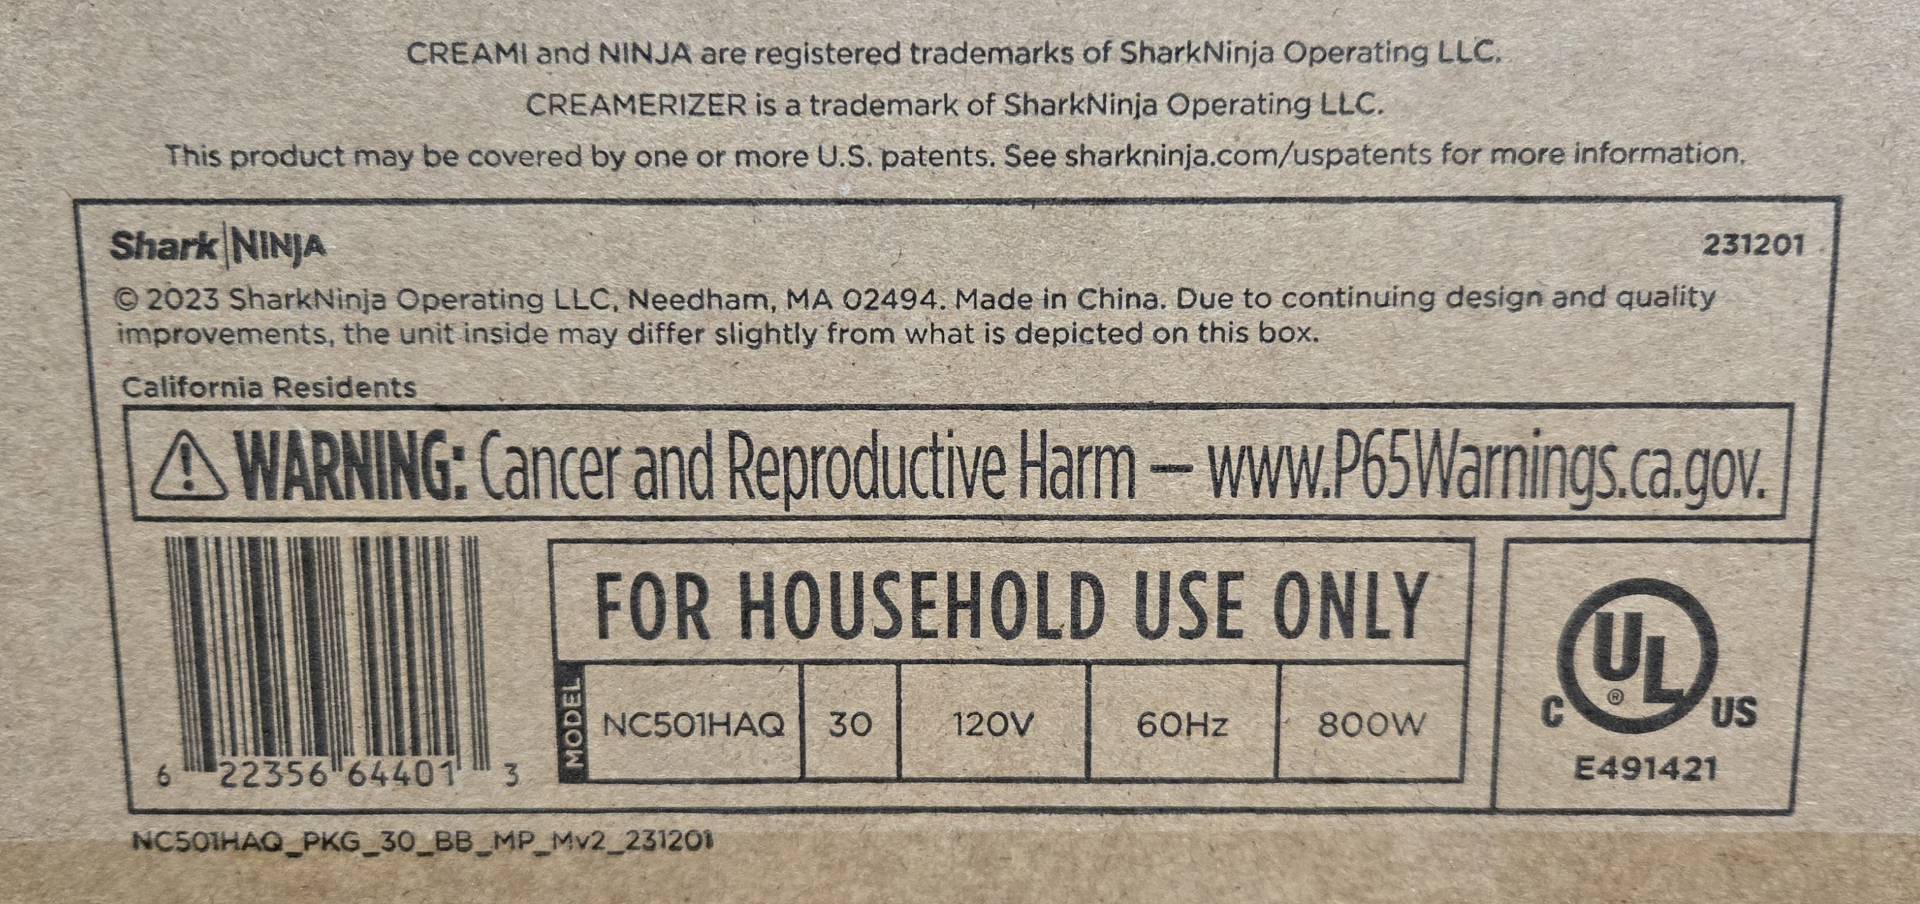 CREAMI and NINJA are registered trademarks of SharkNinja Operating LLC.
CREAMERIZER is a trademark of SharkNinja Operating LLC.
This product may be covered by one or more U.S. patents. See sharkninja.com/uspatents for more information.
Shark NINJA 231201
© 2023 SharkNinja Operating LLC, Needham, MA 02494. Made in China. Due to continuing design and quality
improvements, the unit inside may differ slightly from what is depicted on this box.
California Residents
WARNING: Cancer and Reproductive Harm — www.P65Warnings.ca.gov.
FOR HOUSEHOLD USE ONLY
MODEL NC501HAQ 30 120V 60Hz 800W
6 22356 64401 3
C UL ® US
E491421
NC501HAQ_PKG_30_BB_MP_Mv2_231201